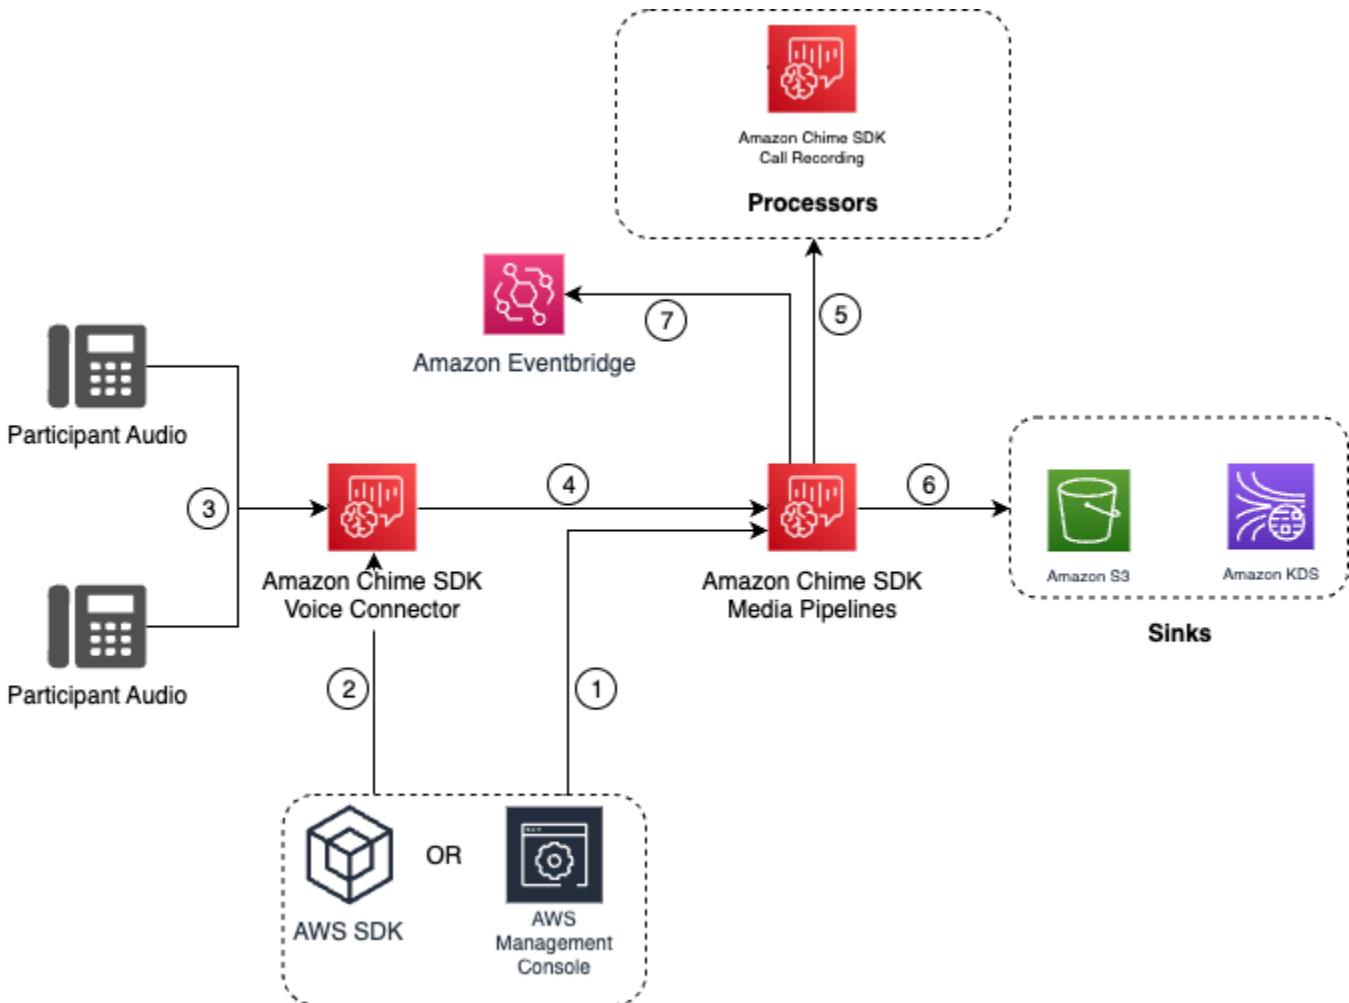 Amazon Chime SDK
Call Recording
Processors
7
5
Amazon Eventbridge
Participant Audio
3
4
6
Amazon S3
Amazon KDS
Amazon Chime SDK
Voice Connector
Amazon Chime SDK
Media Pipelines
Sinks
Participant Audio
2
1
OR
AWS SDK
AWS
Management
Console